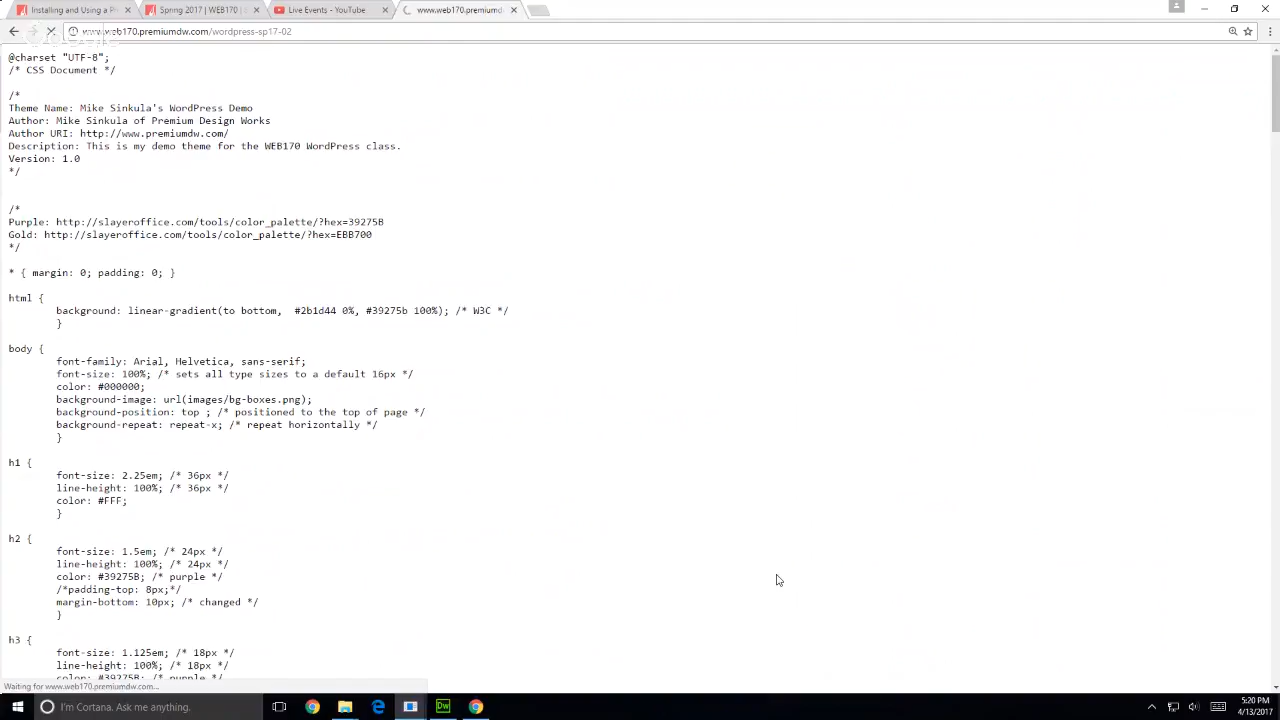 Installing and Using a P
Spring 2017 | WEB170 |
Live Events - YouTube
www.web170.premiumdw
www.web170.premiumdw.com/wordpress-sp17-02
@charset "UTF-8";
/* CSS Document */
/*
Theme Name: Mike Sinkula's WordPress Demo
Author: Mike Sinkula of Premium Design Works
Author URI: http://www.premiumdw.com/
Description: This is my demo theme for the WEB170 WordPress class.
Version: 1.0
*/
/*
Purple: http://slayeroffice.com/tools/color_palette/?hex=39275B
Gold: http://slayeroffice.com/tools/color_palette/?hex=EBB700
*/
* { margin: 0; padding: 0; }
html {
background: linear-gradient(to bottom,  #2b1d44 0%, #39275b 100%); /* W3C */
}
body {
font-family: Arial, Helvetica, sans-serif;
font-size: 100%; /* sets all type sizes to a default 16px */
color: #000000;
background-image: url(images/bg-boxes.png);
background-position: top ; /* positioned to the top of page */
background-repeat: repeat-x; /* repeat horizontally */
}
h1 {
font-size: 2.25em; /* 36px */
line-height: 100%; /* 36px */
color: #FFF;
}
h2 {
font-size: 1.5em; /* 24px */
line-height: 100%; /* 24px */
color: #39275B; /* purple */
/*padding-top: 8px;*/
margin-bottom: 10px; /* changed */
}
h3 {
font-size: 1.125em; /* 18px */
line-height: 100%; /* 18px */
color: #39275B; /* purple */
Waiting for www.web170.premiumdw.com...
I'm Cortana. Ask me anything.
Dw
5:20 PM
4/13/2017